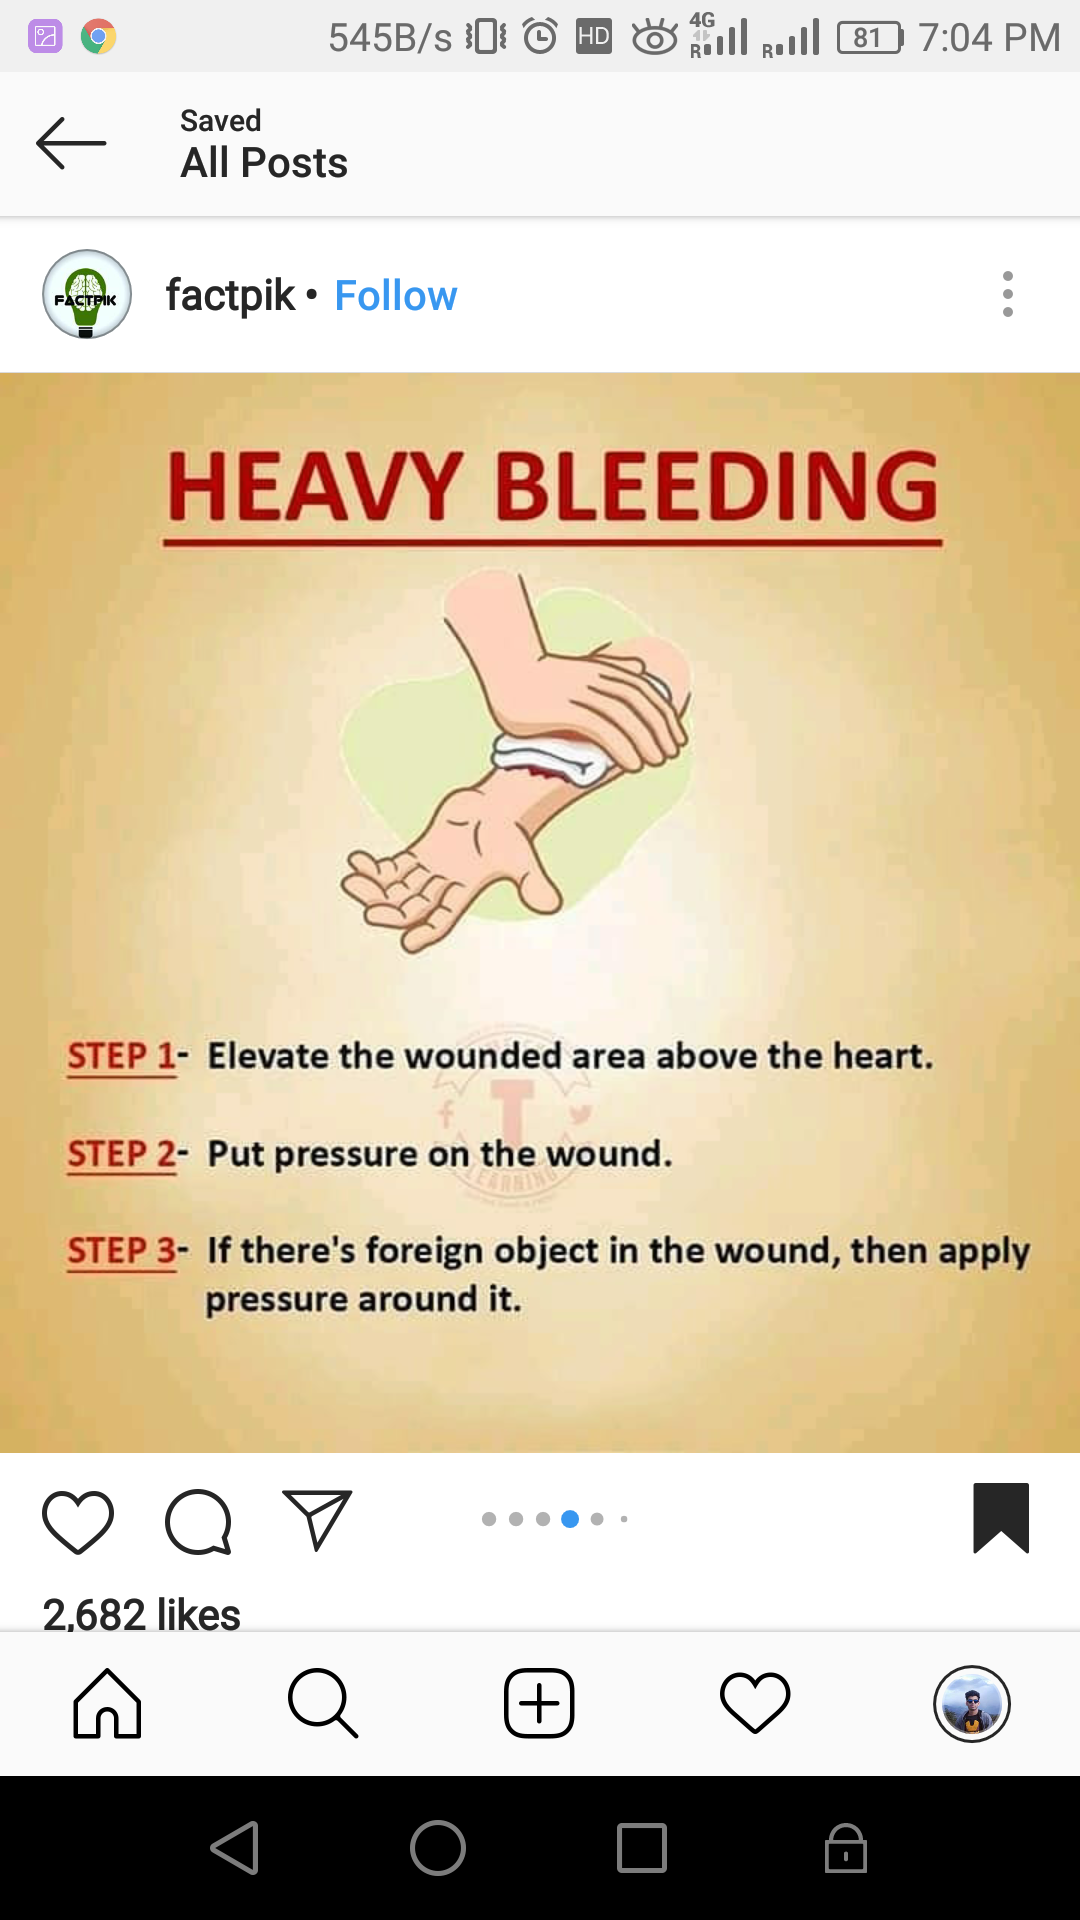 545B/s HD 4G R R 81 7:04 PM
Saved
All Posts
FACTPIK
factpik • Follow
HEAVY BLEEDING
STEP 1- Elevate the wounded area above the heart.
T
STEP 2- Put pressure on the wound.
LEARNING
STEP 3- If there's foreign object in the wound, then apply
pressure around it.
2,682 likes